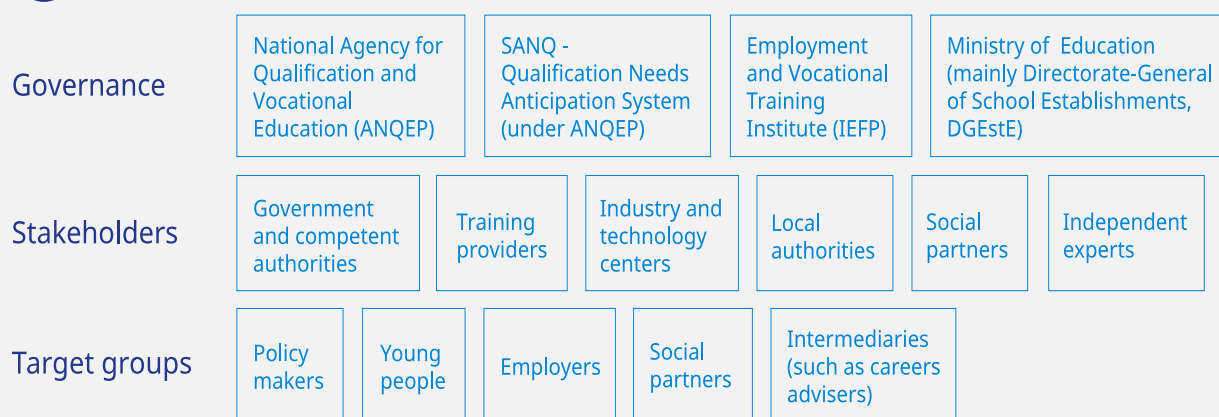 Governance
National Agency for
Qualification and
Vocational
Education (ANQEP)
SANQ -
Qualification Needs
Anticipation System
(under ANQEP)
Employment
and Vocational
Training
Institute (IEFP)
Ministry of Education
(mainly Directorate-General
of School Establishments,
DGEstE)
Stakeholders
Government
and competent
authorities
Training
providers
Industry and
technology
centers
Local
authorities
Social
partners
Independent
experts
Target groups
Policy
makers
Young
people
Employers
Social
partners
Intermediaries
(such as careers
advisers)